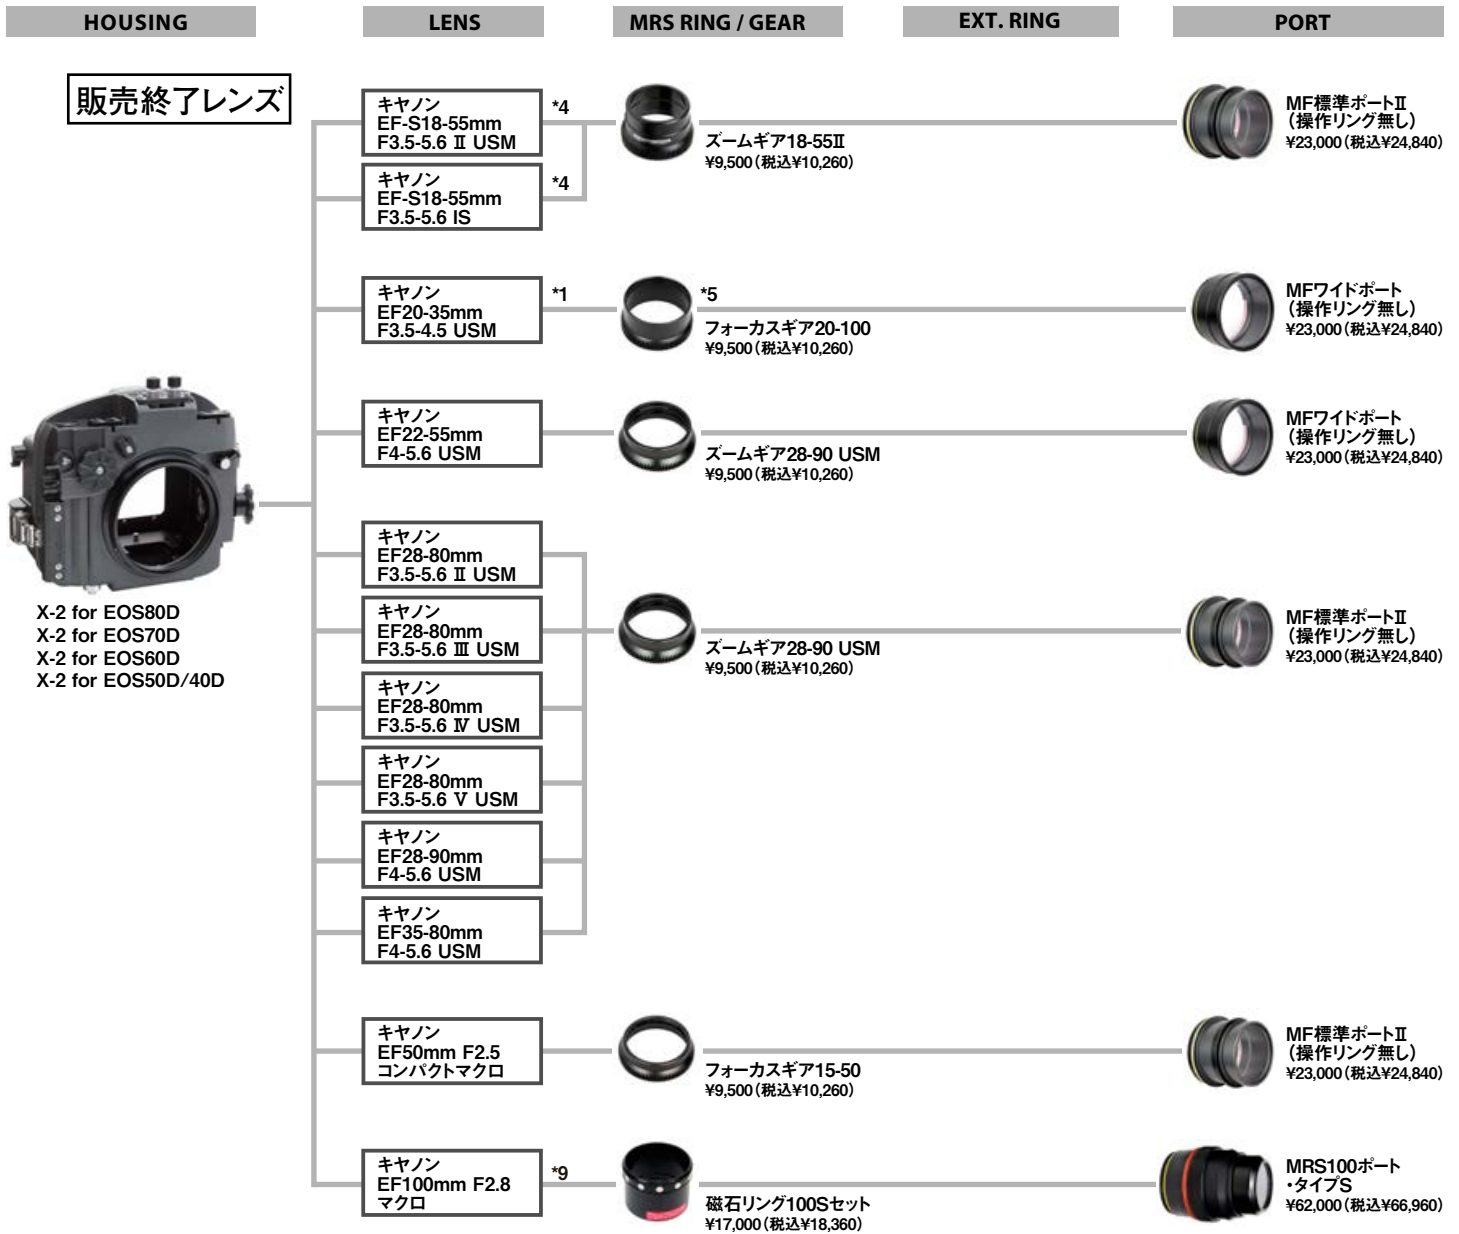 HOUSING
LENS
MRS RING / GEAR
EXT. RING
PORT
販売終了レンズ
キヤノン
EF-S18-55mm
F3.5-5.6 Ⅱ USM
*4
ズームギア18-55Ⅱ
¥9,500(税込¥10,260)
MF標準ポートⅡ
(操作リング無し)
¥23,000(税込¥24,840)
キヤノン
EF-S18-55mm
F3.5-5.6 IS
*4
キヤノン
EF20-35mm
F3.5-4.5 USM
*1
*5
フォーカスギア20-100
¥9,500(税込¥10,260)
MFワイドポート
(操作リング無し)
¥23,000(税込¥24,840)
キヤノン
EF22-55mm
F4-5.6 USM
ズームギア28-90 USM
¥9,500(税込¥10,260)
MFワイドポート
(操作リング無し)
¥23,000(税込¥24,840)
X-2 for EOS80D
X-2 for EOS70D
X-2 for EOS60D
X-2 for EOS50D/40D
キヤノン
EF28-80mm
F3.5-5.6 Ⅱ USM
キヤノン
EF28-80mm
F3.5-5.6 Ⅲ USM
ズームギア28-90 USM
¥9,500(税込¥10,260)
MF標準ポートⅡ
(操作リング無し)
¥23,000(税込¥24,840)
キヤノン
EF28-80mm
F3.5-5.6 Ⅳ USM
キヤノン
EF28-80mm
F3.5-5.6 Ⅴ USM
キヤノン
EF28-90mm
F4-5.6 USM
キヤノン
EF35-80mm
F4-5.6 USM
キヤノン
EF50mm F2.5
コンパクトマクロ
フォーカスギア15-50
¥9,500(税込¥10,260)
MF標準ポートⅡ
(操作リング無し)
¥23,000(税込¥24,840)
キヤノン
EF100mm F2.8
マクロ
*9
磁石リング100Sセット
¥17,000(税込¥18,360)
MRS100ポート
・タイプS
¥62,000(税込¥66,960)